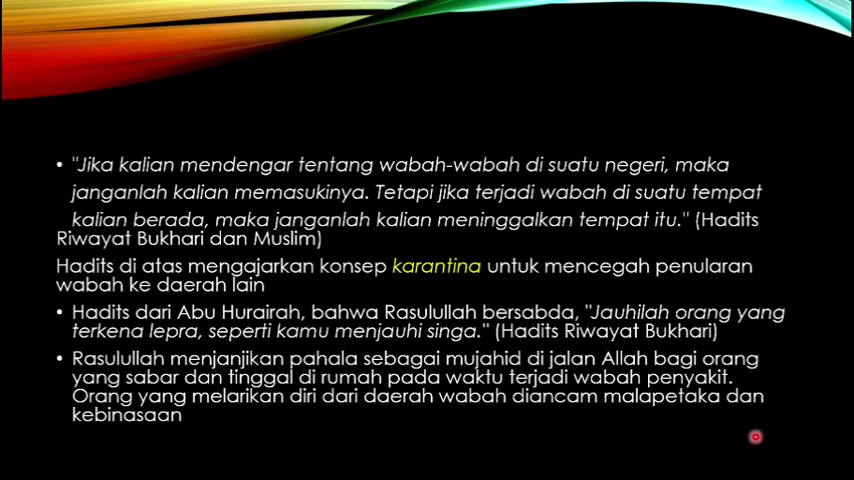 • "Jika kalian mendengar tentang wabah-wabah di suatu negeri, maka
janganlah kalian memasukinya. Tetapi jika terjadi wabah di suatu tempat
kalian berada, maka janganlah kalian meninggalkan tempat itu." (Hadits
Riwayat Bukhari dan Muslim)
Hadits di atas mengajarkan konsep karantina untuk mencegah penularan
wabah ke daerah lain
• Hadits dari Abu Hurairah, bahwa Rasulullah bersabda, "Jauhilah orang yang
terkena lepra, seperti kamu menjauhi singa." (Hadits Riwayat Bukhari)
• Rasulullah menjanjikan pahala sebagai mujahid di jalan Allah bagi orang
yang sabar dan tinggal di rumah pada waktu terjadi wabah penyakit.
Orang yang melarikan diri dari daerah wabah diancam malapetaka dan
kebinasaan